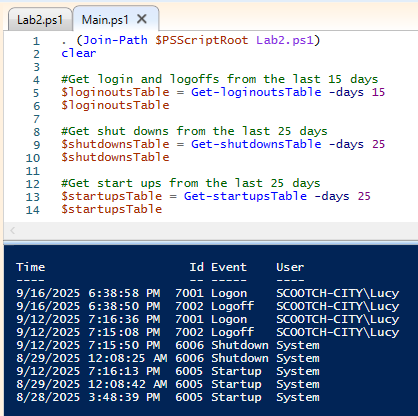 Lab2.ps1 Main.ps1 X
1 . (Join-Path $PSScriptRoot Lab2.ps1)
2 clear
3
4 #Get login and logoffs from the last 15 days
5 $loginoutsTable = Get-loginoutsTable -days 15
6 $loginoutsTable
7
8 #Get shut downs from the last 25 days
9 $shutdownsTable = Get-shutdownsTable -days 25
10 $shutdownsTable
11
12 #Get start ups from the last 25 days
13 $startupsTable = Get-startupsTable -days 25
14 $startupsTable
Time Id Event User
---- -- ----- ----
9/16/2025 6:38:58 PM 7001 Logon SCOOTCH-CITY\Lucy
9/16/2025 6:38:50 PM 7002 Logoff SCOOTCH-CITY\Lucy
9/12/2025 7:16:36 PM 7001 Logon SCOOTCH-CITY\Lucy
9/12/2025 7:15:08 PM 7002 Logoff SCOOTCH-CITY\Lucy
9/12/2025 7:15:50 PM 6006 Shutdown System
8/29/2025 12:08:25 AM 6006 Shutdown System
9/12/2025 7:16:13 PM 6005 Startup System
8/29/2025 12:08:42 AM 6005 Startup System
8/28/2025 3:48:39 PM 6005 Startup System